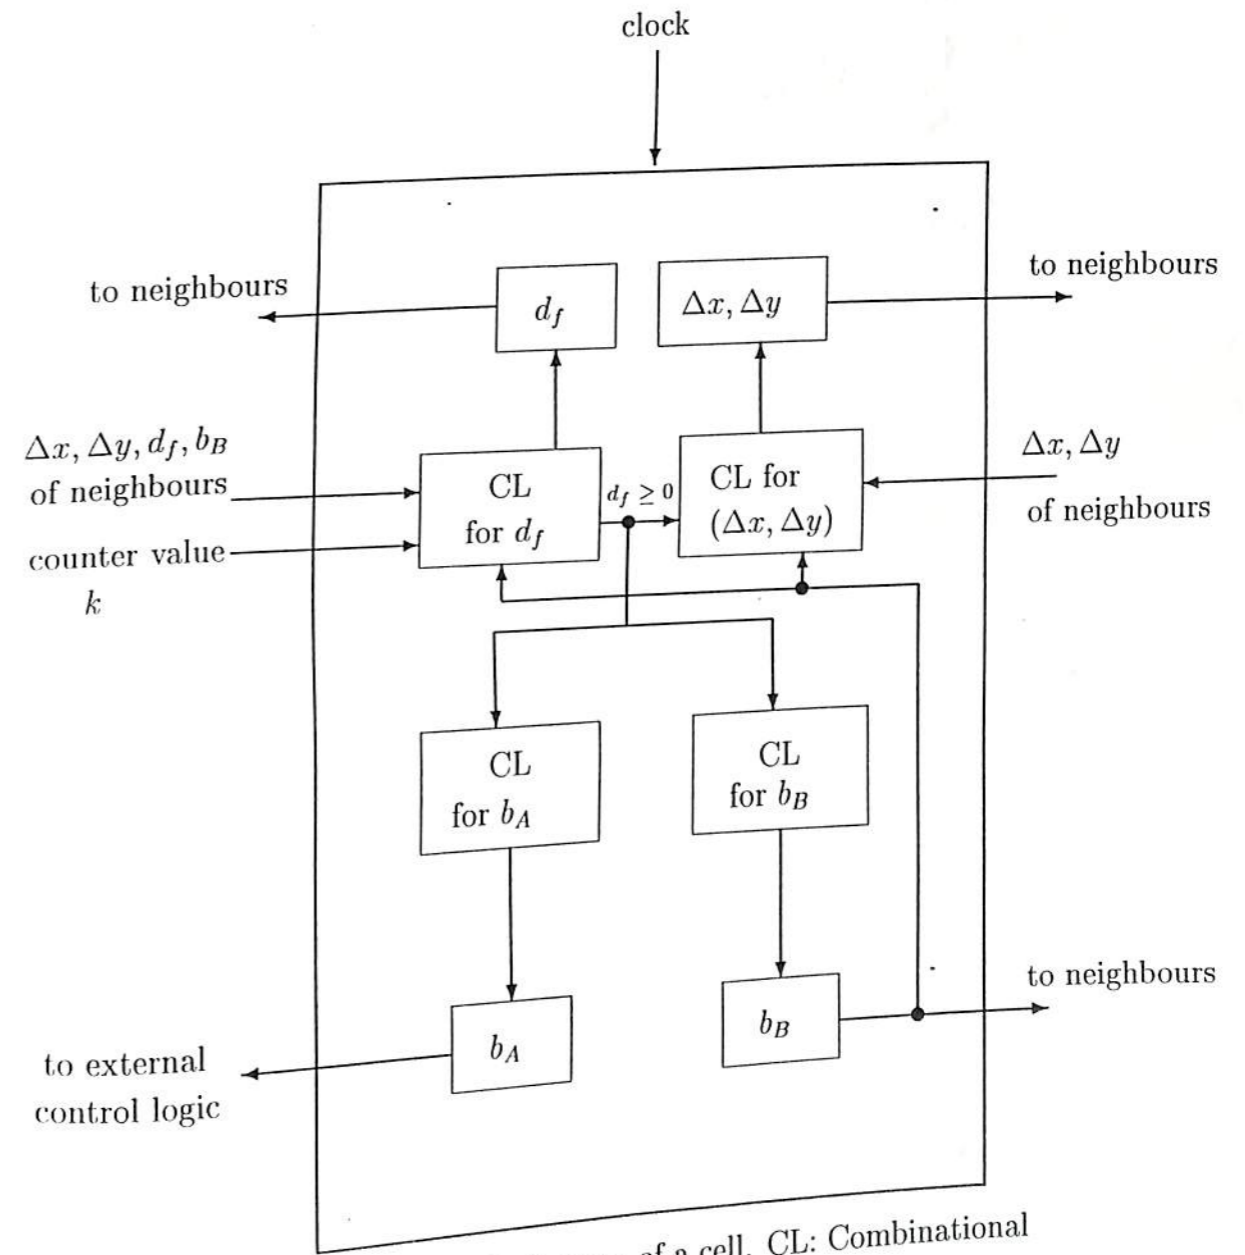 clock
to neighbours
d_f
Δx, Δy
to neighbours
Δx, Δy, d_f, b_B
of neighbours
counter value
k
CL
for d_f
d_f ≥ 0
CL for
(Δx, Δy)
Δx, Δy
of neighbours
CL
for b_A
CL
for b_B
b_A
b_B
to neighbours
to external
control logic
of a cell. CL: Combinational